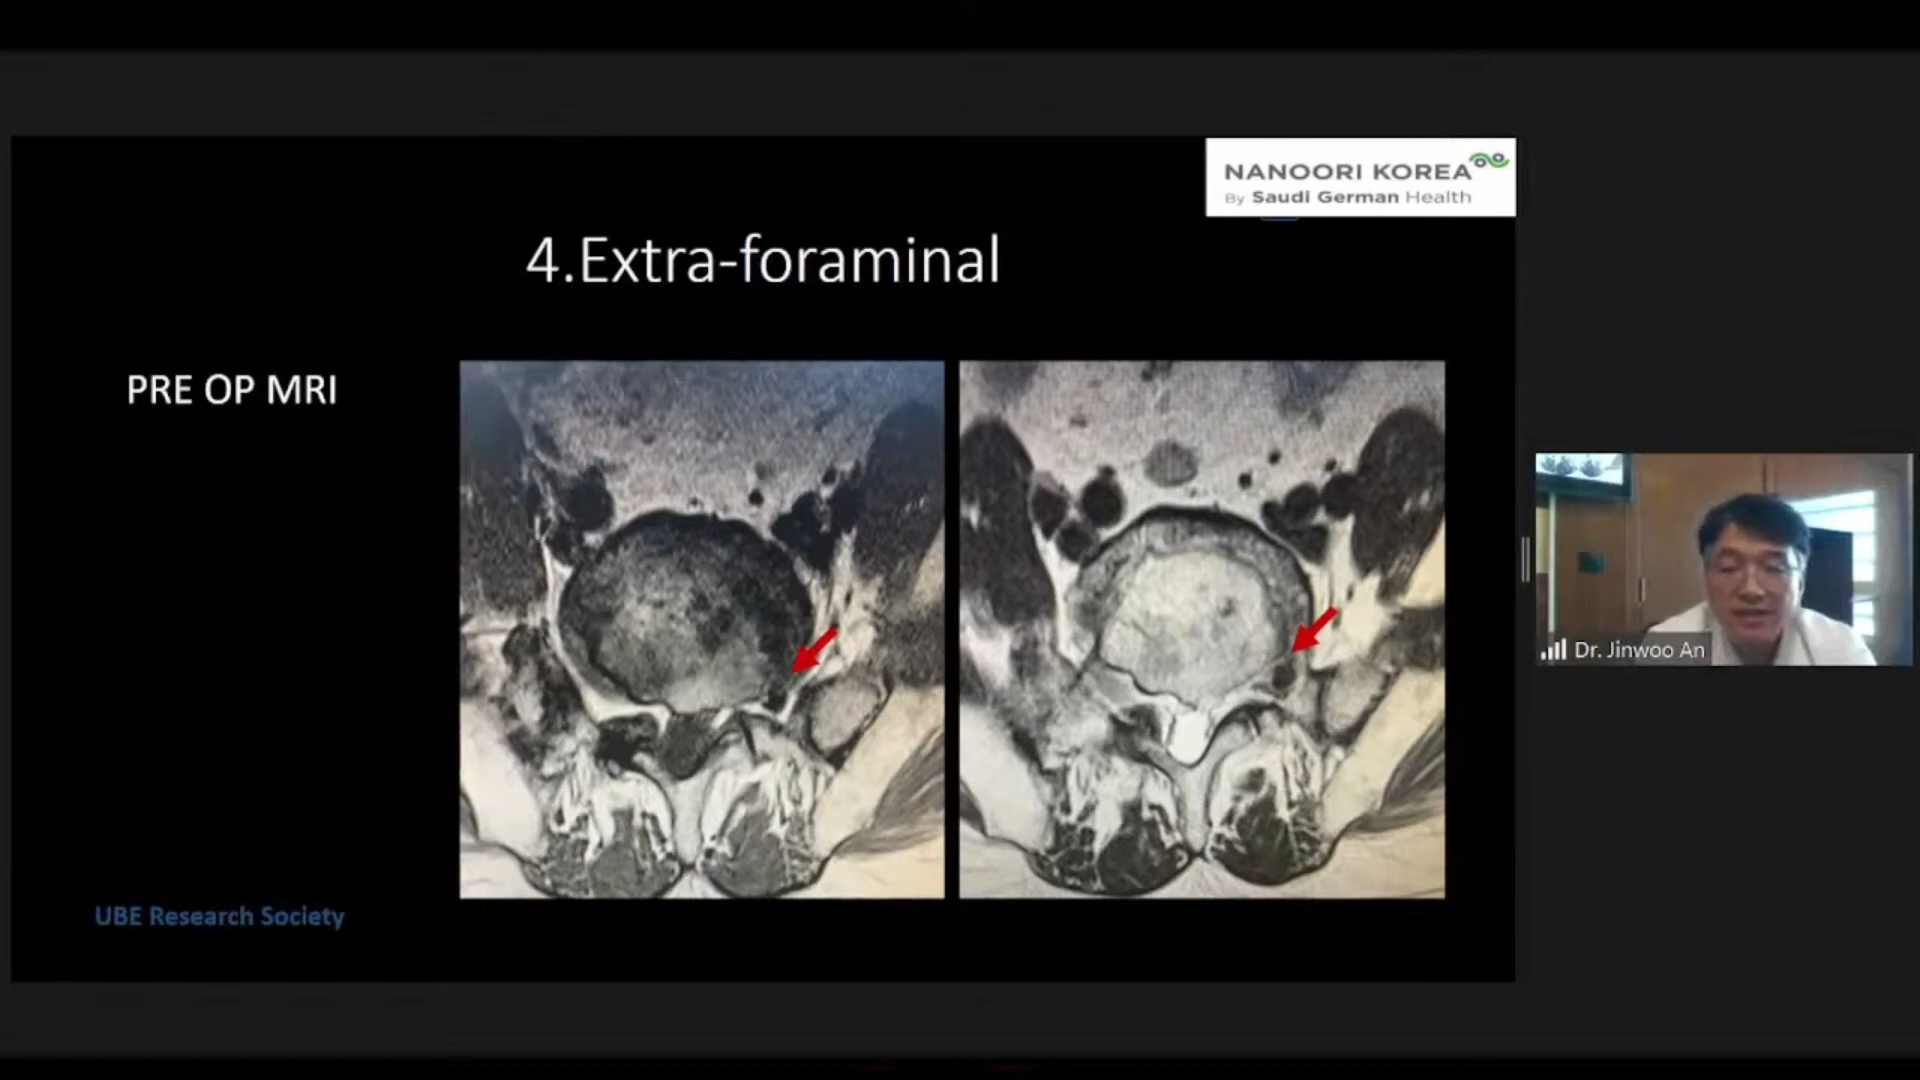 NANOORI KOREA
By Saudi German Health
4.Extra-foraminal
PRE OP MRI
Dr. Jinwoo An
UBE Research Society